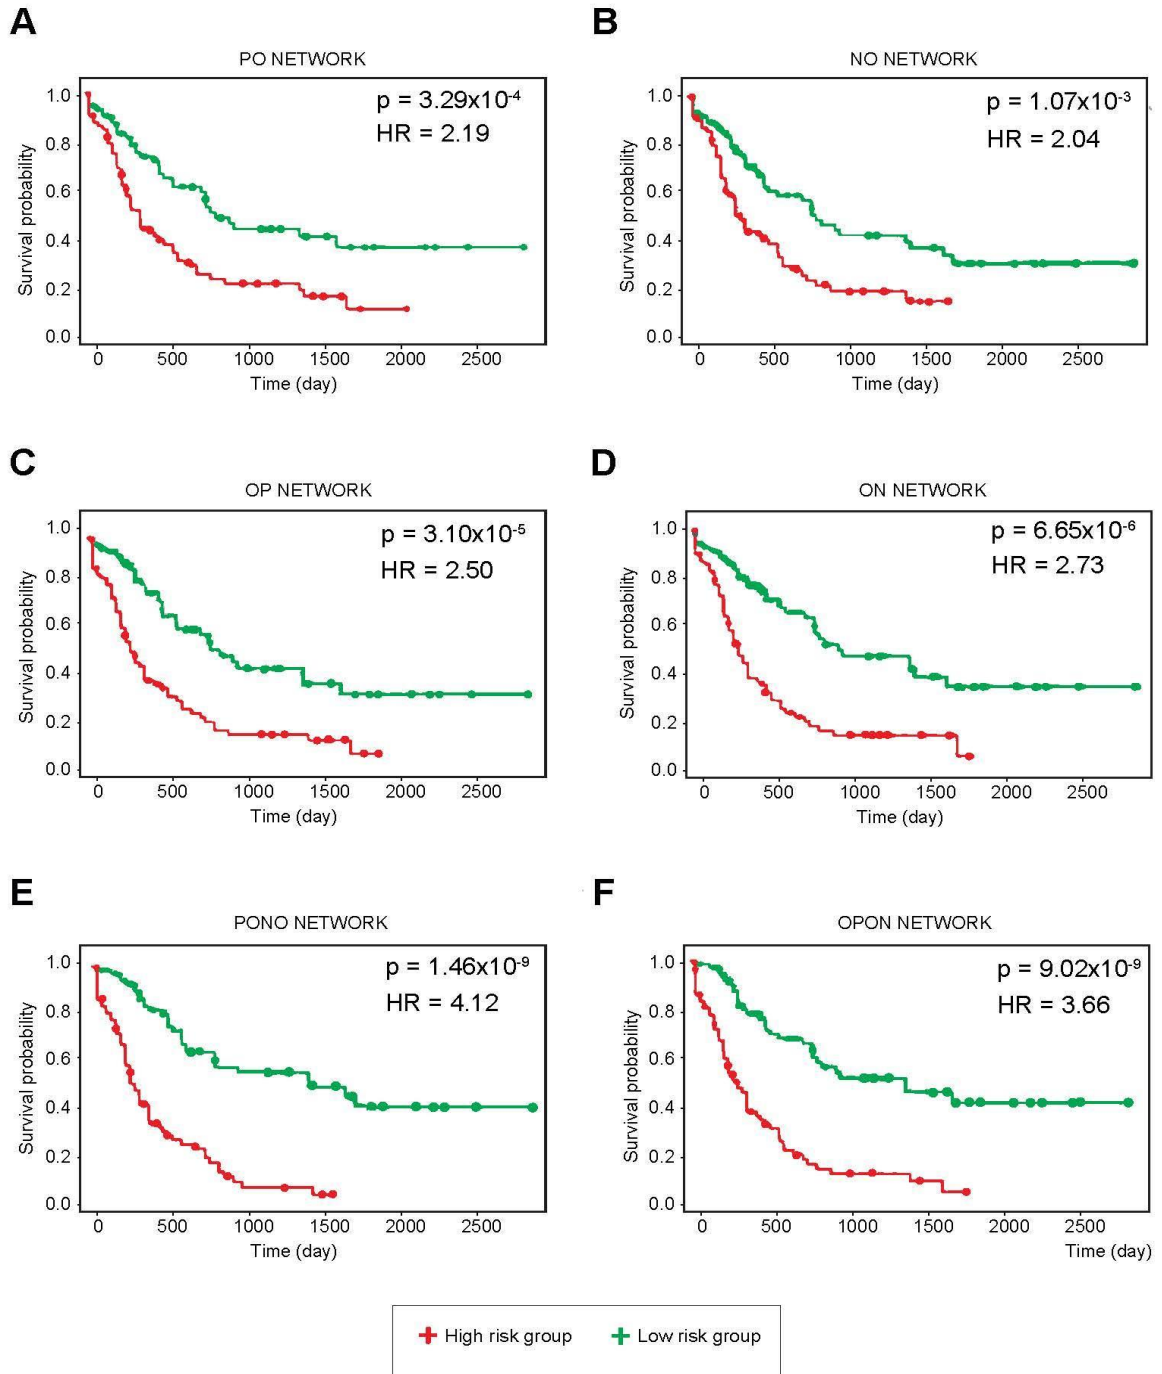 A
PO NETWORK
p = 3.29x10-4
HR = 2.19
Survival probability
1.0
0.8
0.6
0.4
0.2
0.0
0 500 1000 1500 2000 2500
Time (day)
B
NO NETWORK
p = 1.07x10-3
HR = 2.04
Survival probability
1.0
0.8
0.6
0.4
0.2
0.0
0 500 1000 1500 2000 2500
Time (day)
C
OP NETWORK
p = 3.10x10-5
HR = 2.50
Survival probability
1.0
0.8
0.6
0.4
0.2
0.0
0 500 1000 1500 2000 2500
Time (day)
D
ON NETWORK
p = 6.65x10-6
HR = 2.73
Survival probability
1.0
0.8
0.6
0.4
0.2
0.0
0 500 1000 1500 2000 2500
Time (day)
E
PONO NETWORK
p = 1.46x10-9
HR = 4.12
Survival probability
1.0
0.8
0.6
0.4
0.2
0.0
0 500 1000 1500 2000 2500
Time (day)
F
OPON NETWORK
p = 9.02x10-9
HR = 3.66
Survival probability
1.0
0.8
0.6
0.4
0.2
0.0
0 500 1000 1500 2000 2500
Time (day)
High risk group Low risk group